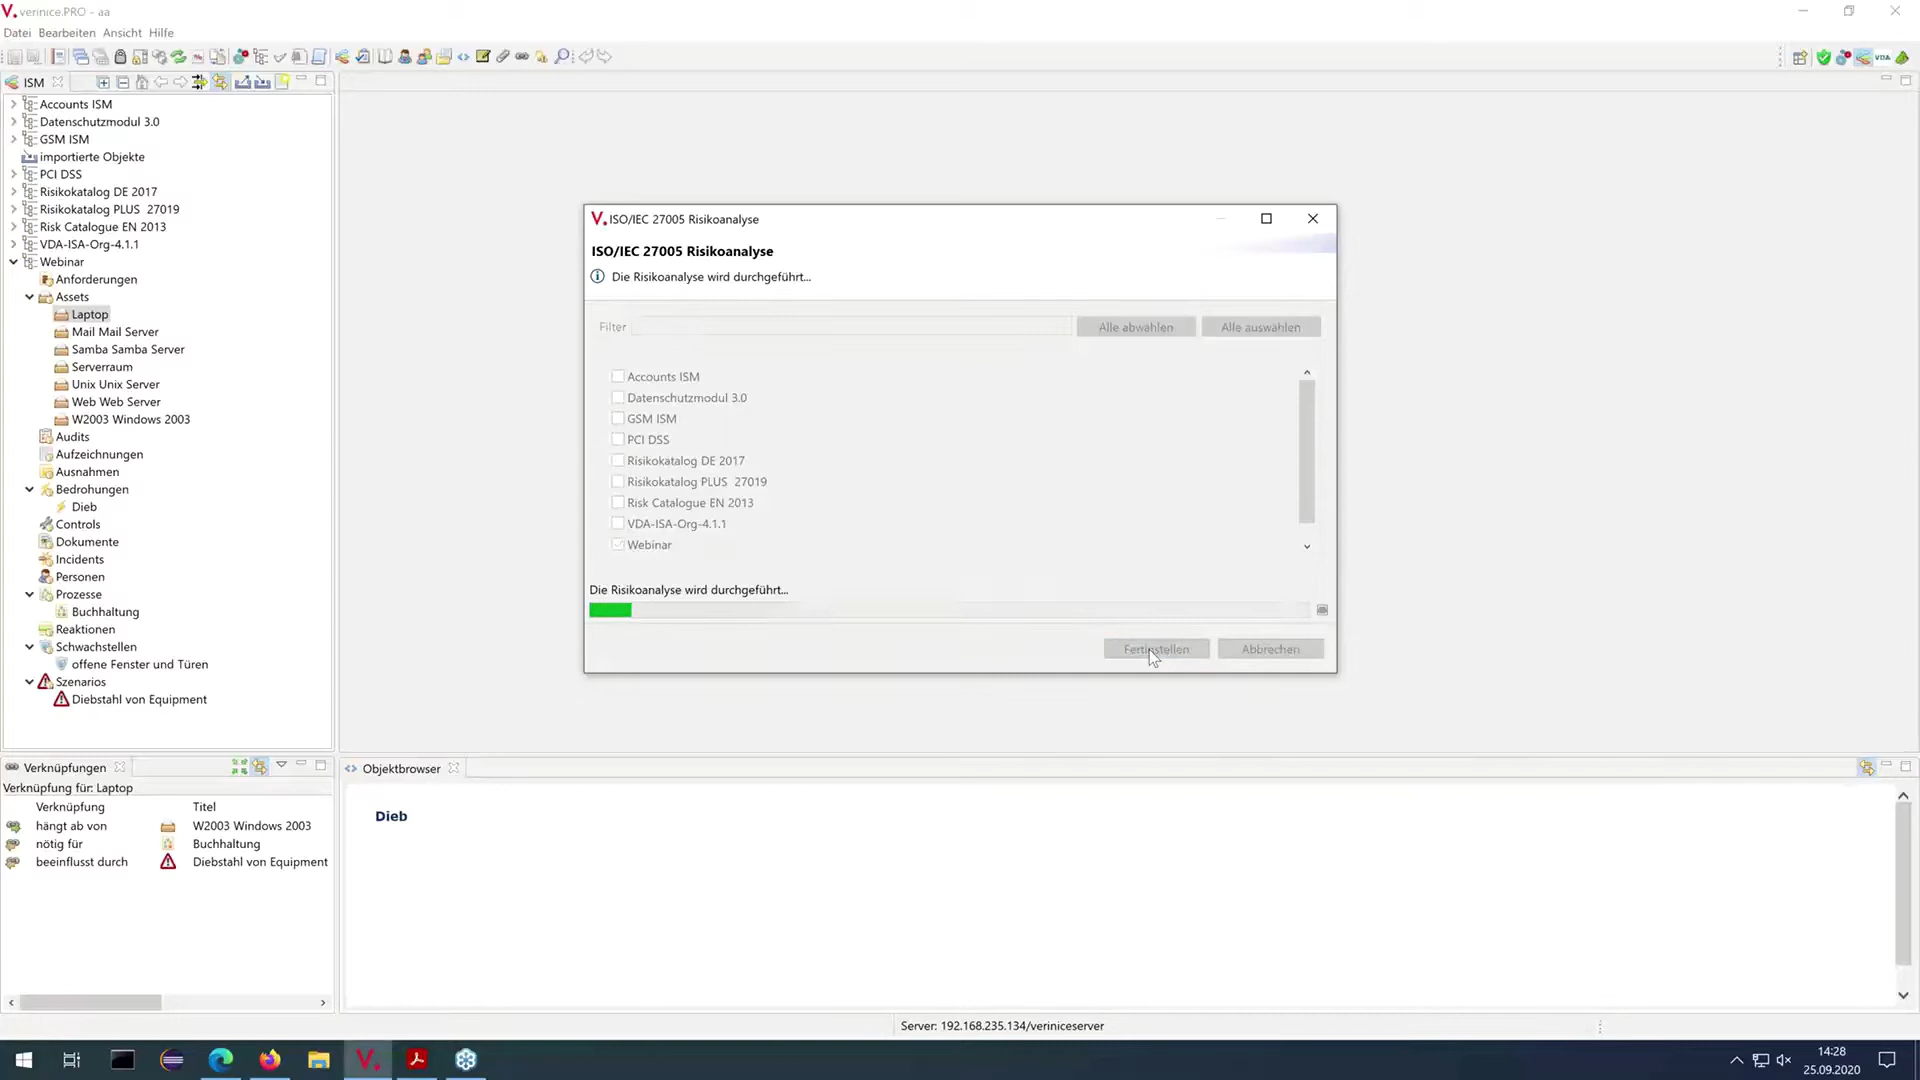 verinice.PRO - aa
Datei Bearbeiten Ansicht Hilfe
VDA
ISM
Accounts ISM
Datenschutzmodul 3.0
GSM ISM
importierte Objekte
PCI DSS
Risikokatalog DE 2017
Risikokatalog PLUS 27019
Risk Catalogue EN 2013
VDA-ISA-Org-4.1.1
Webinar
Anforderungen
Assets
Laptop
Mail Mail Server
Samba Samba Server
Serverraum
Unix Unix Server
Web Web Server
W2003 Windows 2003
Audits
Aufzeichnungen
Ausnahmen
Bedrohungen
Dieb
Controls
Dokumente
Incidents
Personen
Prozesse
Buchhaltung
Reaktionen
Schwachstellen
offene Fenster und Türen
Szenarios
Diebstahl von Equipment
ISO/IEC 27005 Risikoanalyse
ISO/IEC 27005 Risikoanalyse
Die Risikoanalyse wird durchgeführt...
Filter
Alle abwählen
Alle auswählen
Accounts ISM
Datenschutzmodul 3.0
GSM ISM
PCI DSS
Risikokatalog DE 2017
Risikokatalog PLUS 27019
Risk Catalogue EN 2013
VDA-ISA-Org-4.1.1
Webinar
Die Risikoanalyse wird durchgeführt...
Fertigstellen
Abbrechen
Verknüpfungen
Verknüpfung für: Laptop
Verknüpfung Titel
hängt ab von W2003 Windows 2003
nötig für Buchhaltung
beeinflusst durch Diebstahl von Equipment
Objektbrowser
Dieb
Server: 192.168.235.134/veriniceserver
14:28
25.09.2020